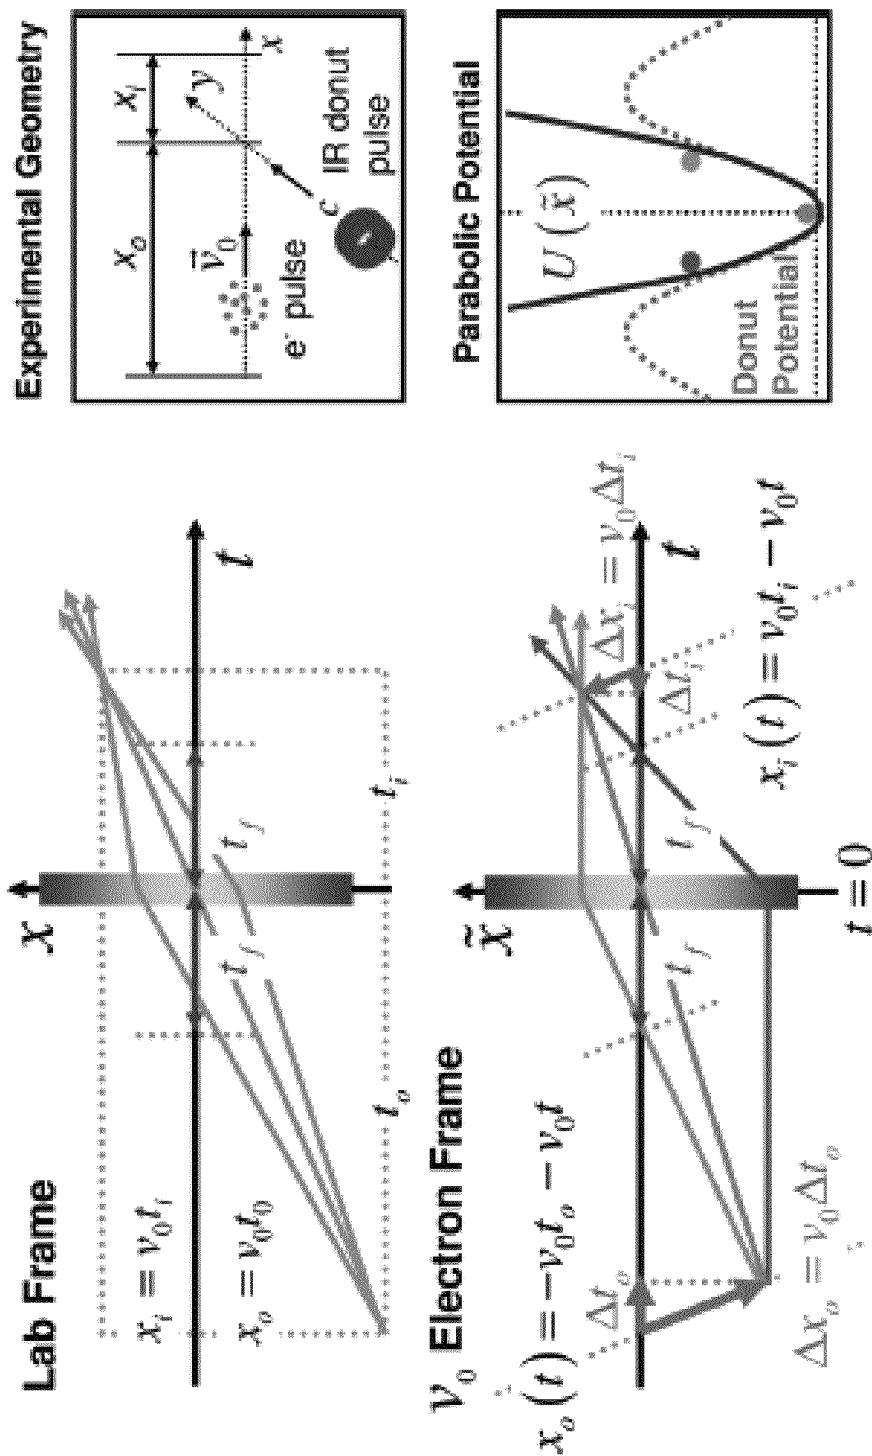 Lab Frame
x
x_i = v_0 t_i
x_o = v_0 t_0
t_f
t_f
t
t_o
t_i
Experimental Geometry
x_o
x_i
v⃗_0
x
y
e⁻ pulse
c
IR donut
pulse
v_0 Electron Frame
x̃
x_o(t) = −v_0 t_o − v_0 t
Δt_o
Δx_o = v_0 Δt_o
t_f
t_f
t
Δt_i
Δx_i = v_0 Δt_i
x_i(t) = v_0 t_i − v_0 t
t = 0
Parabolic Potential
U(x̃)
Donut
Potential